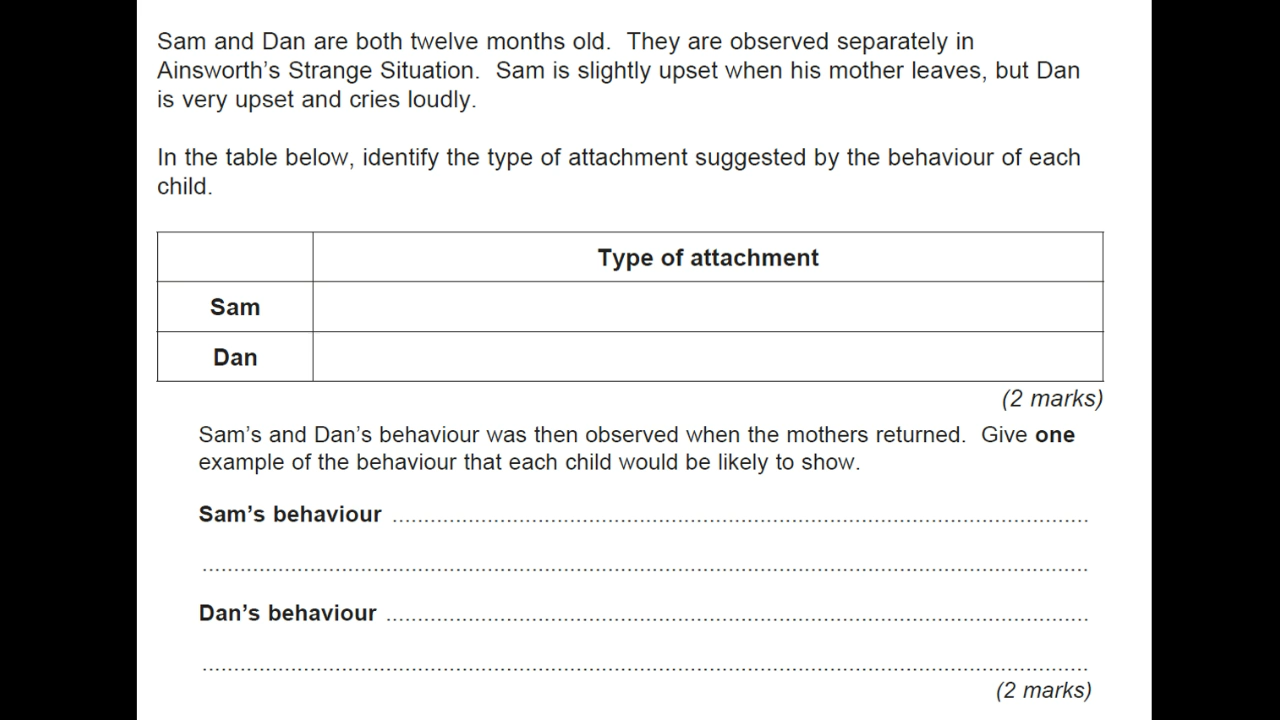 Sam and Dan are both twelve months old. They are observed separately in
Ainsworth's Strange Situation. Sam is slightly upset when his mother leaves, but Dan
is very upset and cries loudly.
In the table below, identify the type of attachment suggested by the behaviour of each
child.
Type of attachment
Sam
Dan
(2 marks)
Sam's and Dan's behaviour was then observed when the mothers returned. Give one
example of the behaviour that each child would be likely to show.
Sam's behaviour ................................................................
................................................................
Dan's behaviour ................................................................
................................................................
(2 marks)